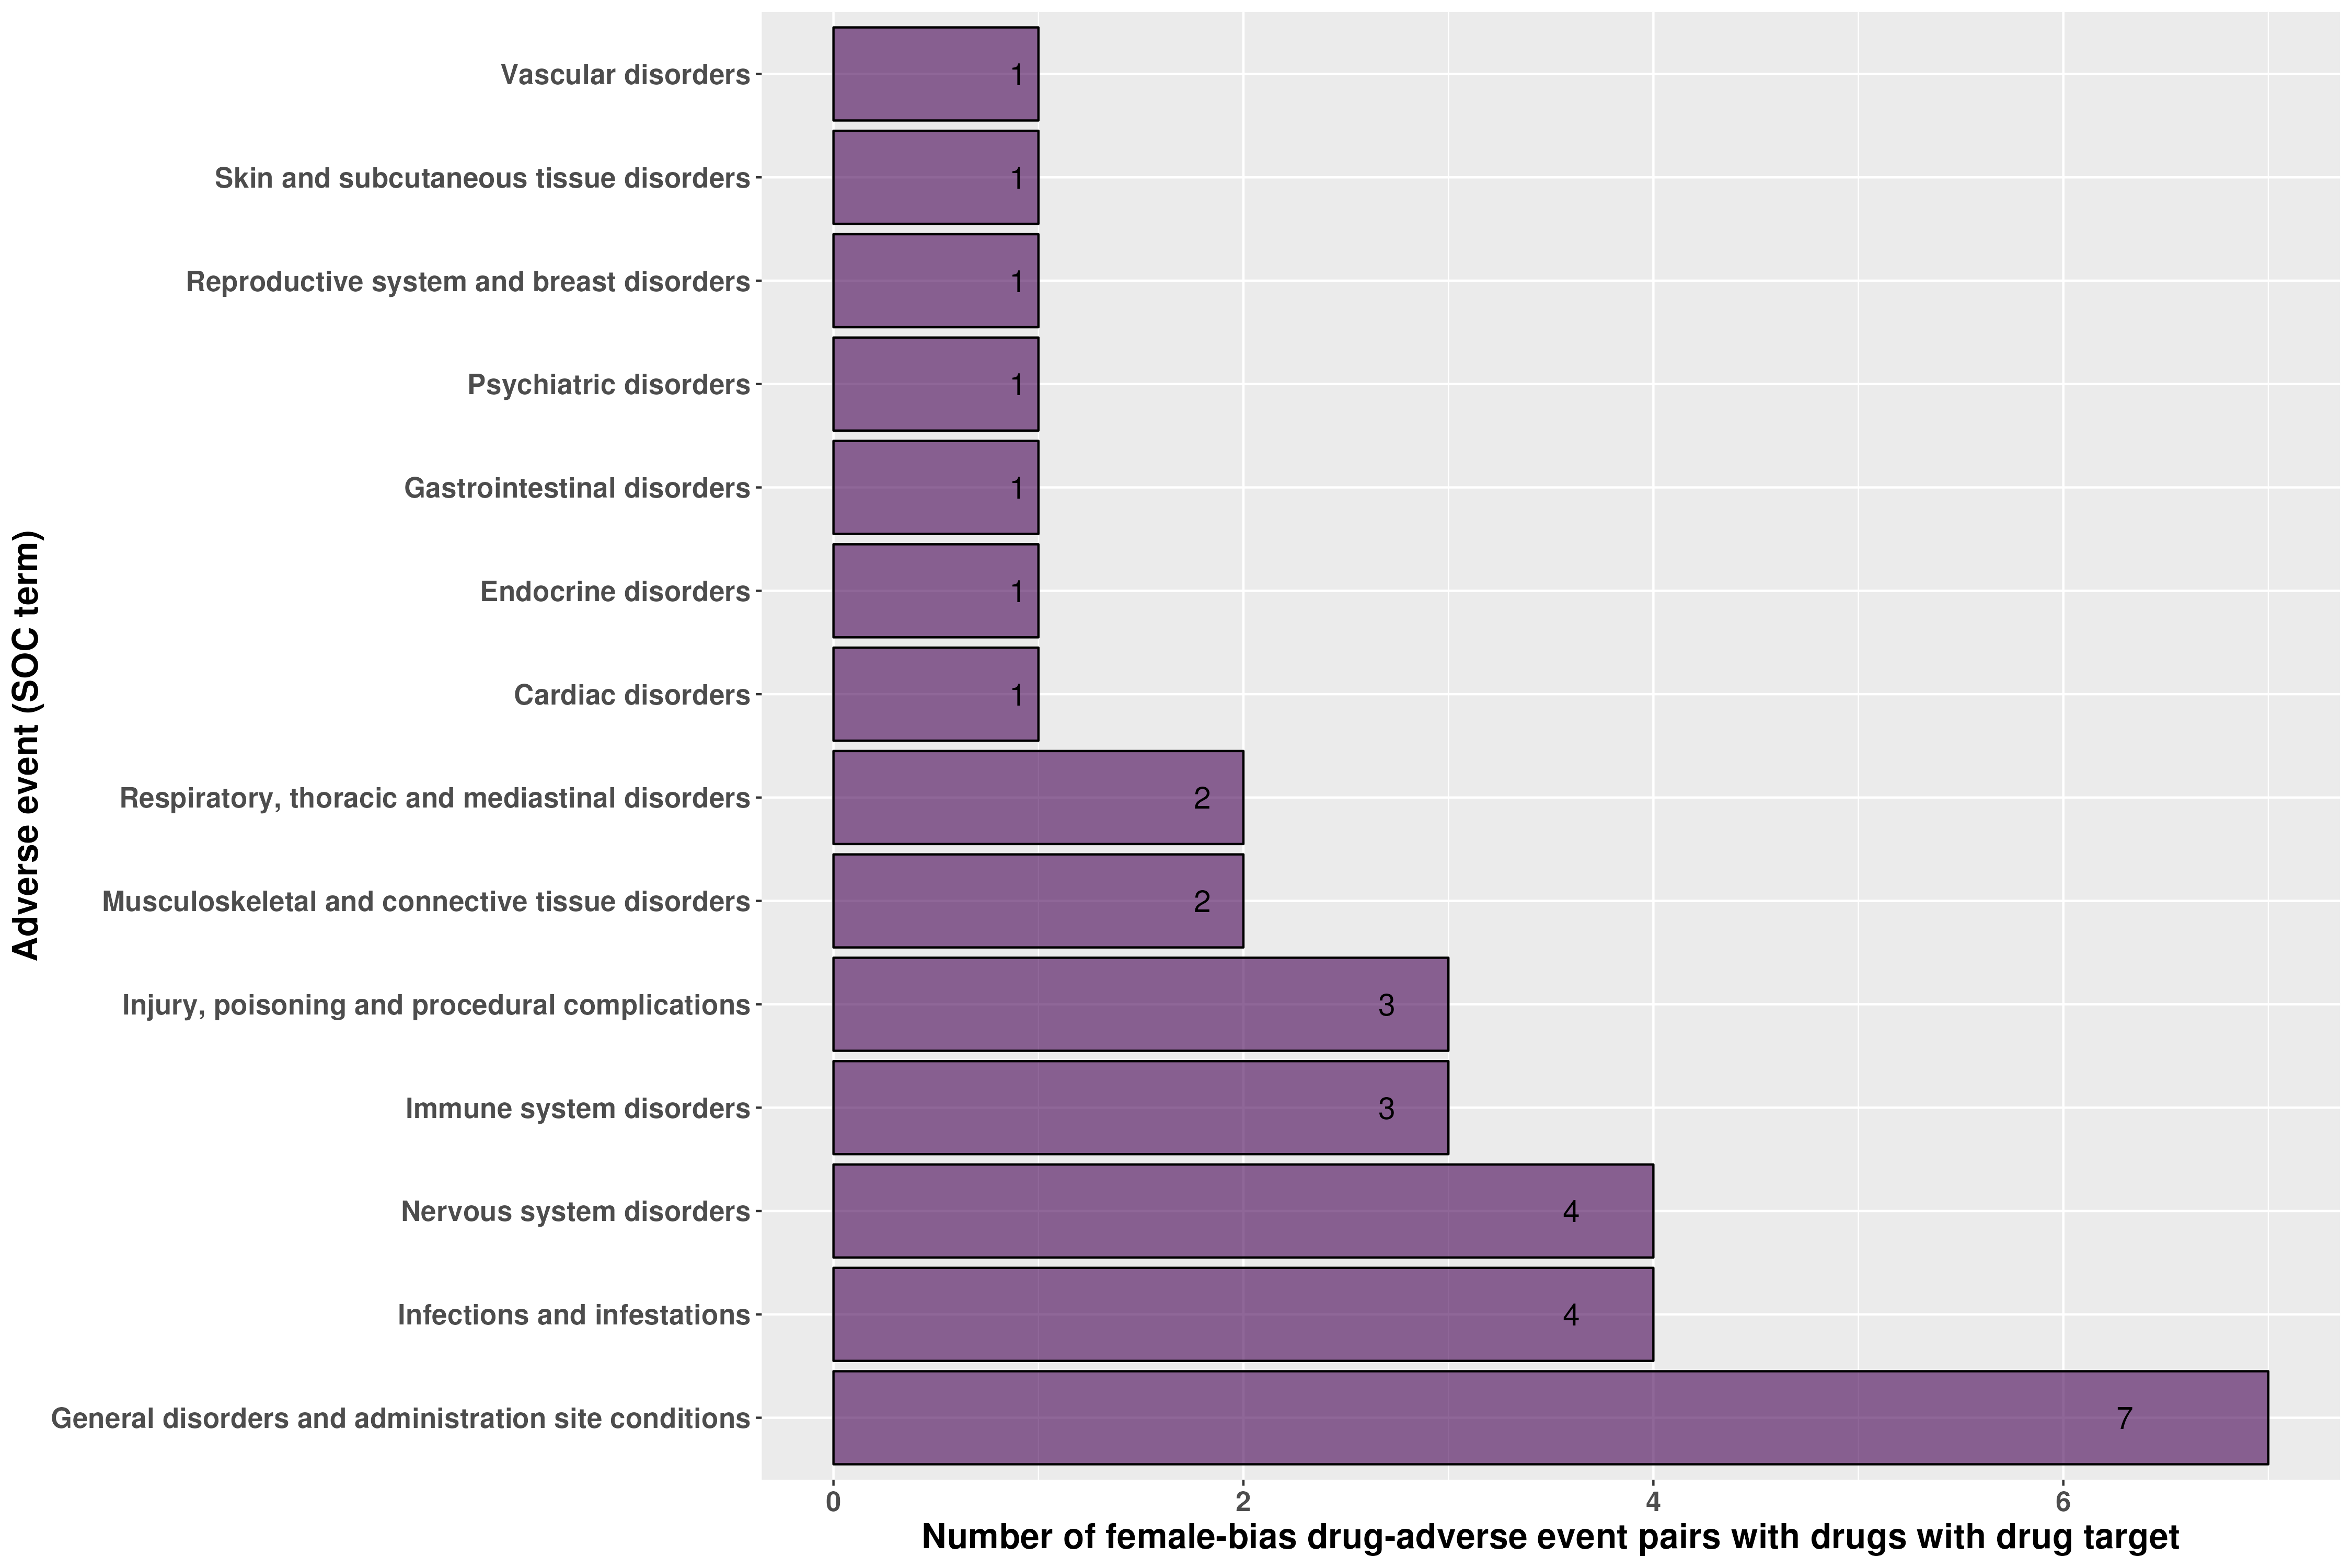 Adverse event (SOC term)
Vascular disorders 1
Skin and subcutaneous tissue disorders 1
Reproductive system and breast disorders 1
Psychiatric disorders 1
Gastrointestinal disorders 1
Endocrine disorders 1
Cardiac disorders 1
Respiratory, thoracic and mediastinal disorders 2
Musculoskeletal and connective tissue disorders 2
Injury, poisoning and procedural complications 3
Immune system disorders 3
Nervous system disorders 4
Infections and infestations 4
General disorders and administration site conditions 7
0 2 4 6
Number of female-bias drug-adverse event pairs with drugs with drug target